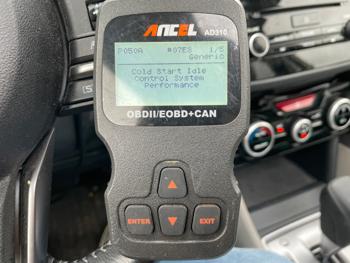 ANCEL
AD310
P050A #07E8 1/5
Generic
Cold Start Idle
Control System
Performance
OBDII/EOBD+CAN
ENTER
EXIT